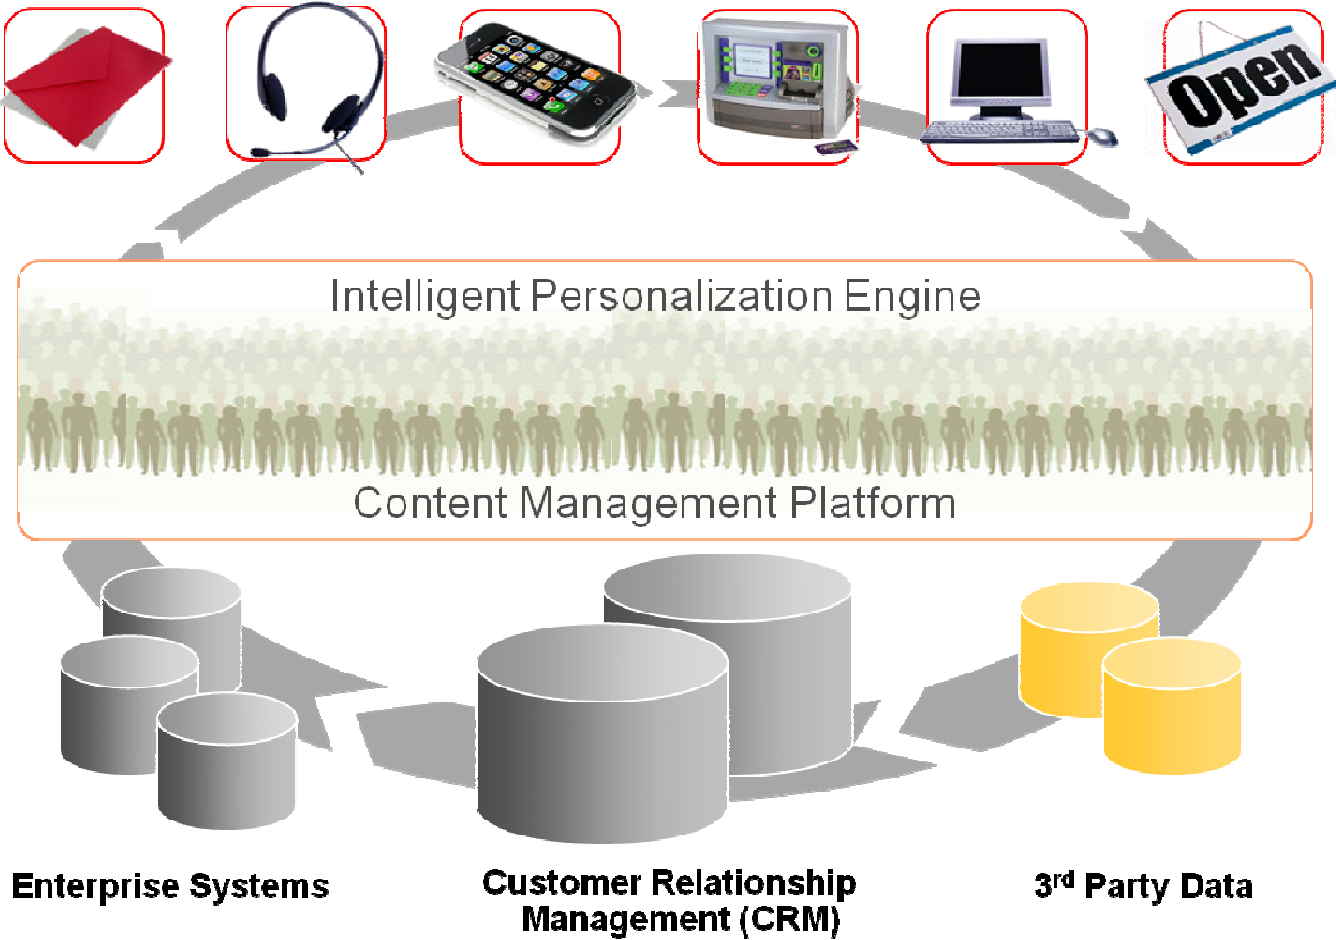 Open
Intelligent Personalization Engine
Content Management Platform
Enterprise Systems
Customer Relationship
Management (CRM)
3rd Party Data